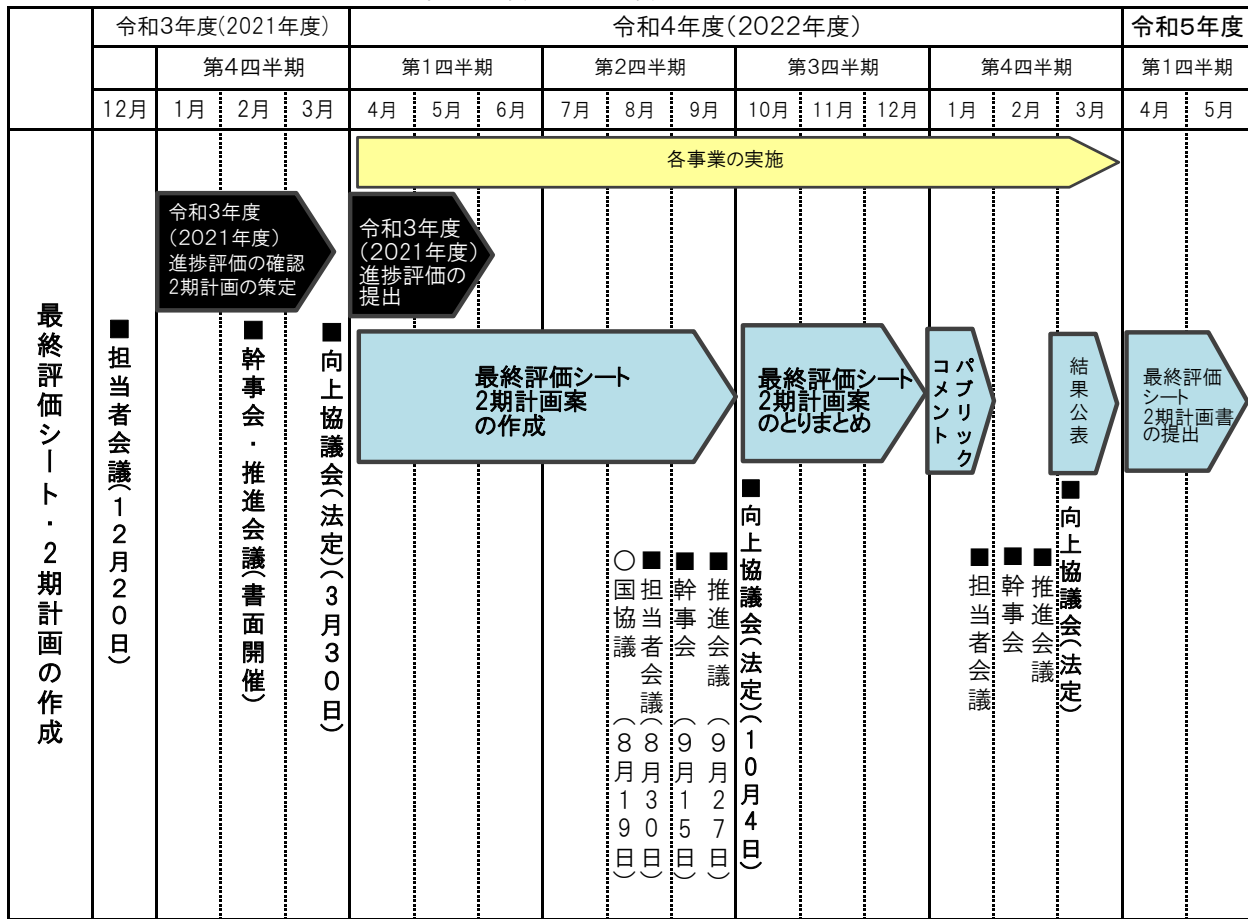 令和3年度(2021年度)
令和4年度(2022年度)
令和5年度
第4四半期
第1四半期
第2四半期
第3四半期
第4四半期
第1四半期
12月
1月
2月
3月
4月
5月
6月
7月
8月
9月
10月
11月
12月
1月
2月
3月
4月
5月
最終評価シート・2期計画の作成
各事業の実施
令和3年度
(2021年度)
進捗評価の確認
2期計画の策定
令和3年度
(2021年度)
進捗評価の
提出
■担当者会議(12月20日)
■幹事会・推進会議(書面開催)
■向上協議会(法定)(3月30日)
最終評価シート
2期計画案
の作成
最終評価シート
2期計画案
のとりまとめ
パブリック
コメント
結果公表
最終評価
シート
2期計画書
の提出
○国協議(8月19日)
■担当者会議(8月30日)
■幹事会(9月15日)
■推進会議(9月27日)
■向上協議会(法定)(10月4日)
■担当者会議
■幹事会
■推進会議
■向上協議会(法定)